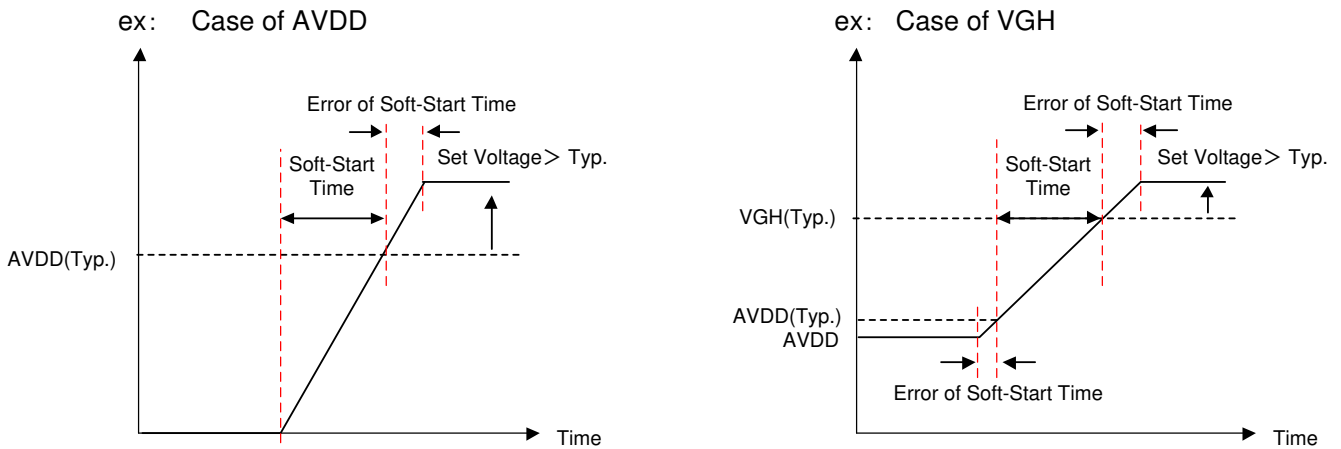 ex: Case of AVDD
Error of Soft-Start Time
Soft-Start
Time
Set Voltage＞Typ.
AVDD(Typ.)
Time
ex: Case of VGH
Error of Soft-Start Time
Soft-Start
Time
Set Voltage＞Typ.
VGH(Typ.)
AVDD(Typ.)
AVDD
Error of Soft-Start Time
Time